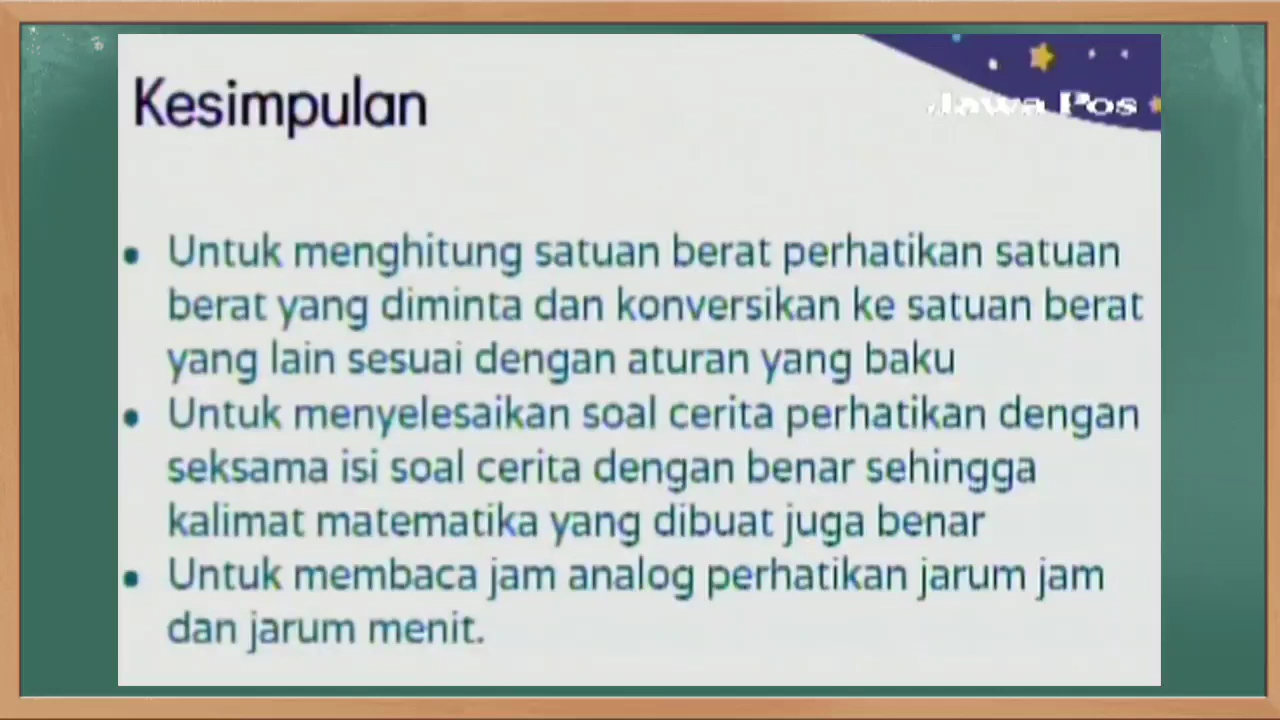 Kesimpulan
Jawa Pos
• Untuk menghitung satuan berat perhatikan satuan
berat yang diminta dan konversikan ke satuan berat
yang lain sesuai dengan aturan yang baku
• Untuk menyelesaikan soal cerita perhatikan dengan
seksama isi soal cerita dengan benar sehingga
kalimat matematika yang dibuat juga benar
• Untuk membaca jam analog perhatikan jarum jam
dan jarum menit.